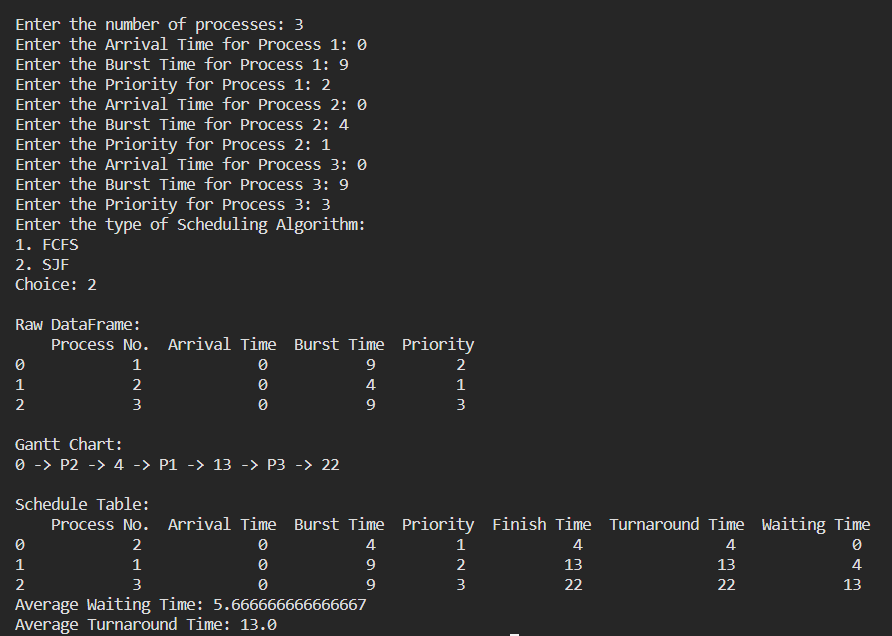 Enter the number of processes: 3
Enter the Arrival Time for Process 1: 0
Enter the Burst Time for Process 1: 9
Enter the Priority for Process 1: 2
Enter the Arrival Time for Process 2: 0
Enter the Burst Time for Process 2: 4
Enter the Priority for Process 2: 1
Enter the Arrival Time for Process 3: 0
Enter the Burst Time for Process 3: 9
Enter the Priority for Process 3: 3
Enter the type of Scheduling Algorithm:
1. FCFS
2. SJF
Choice: 2
Raw DataFrame:
Process No. Arrival Time Burst Time Priority
0 1 0 9 2
1 2 0 4 1
2 3 0 9 3
Gantt Chart:
0 -> P2 -> 4 -> P1 -> 13 -> P3 -> 22
Schedule Table:
Process No. Arrival Time Burst Time Priority Finish Time Turnaround Time Waiting Time
0 2 0 4 1 4 4 0
1 1 0 9 2 13 13 4
2 3 0 9 3 22 22 13
Average Waiting Time: 5.666666666666667
Average Turnaround Time: 13.0